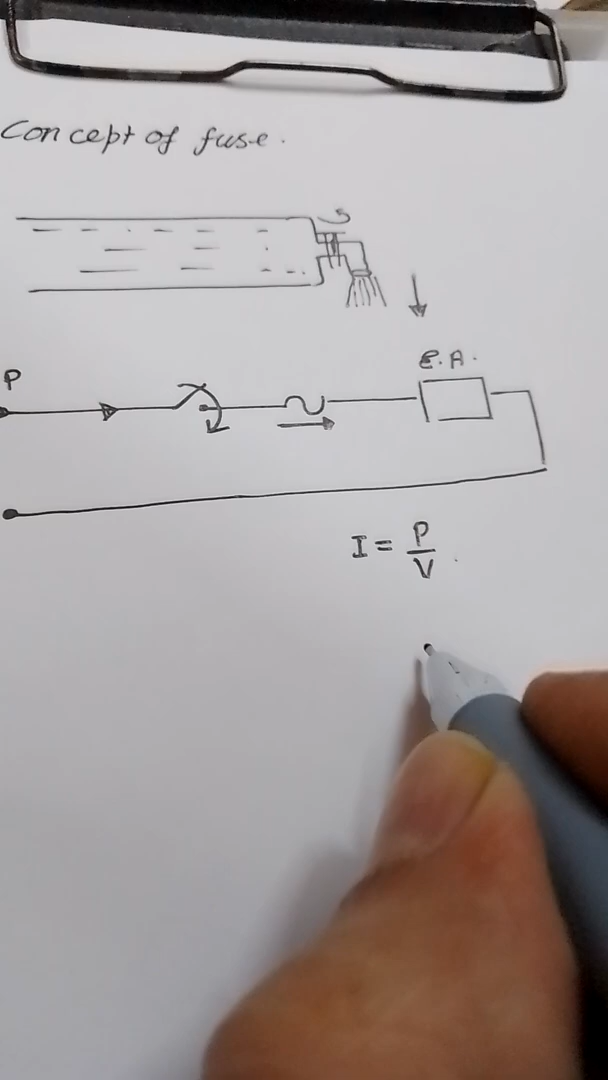 Concept of fuse.
P
E.A.
I = P/V.